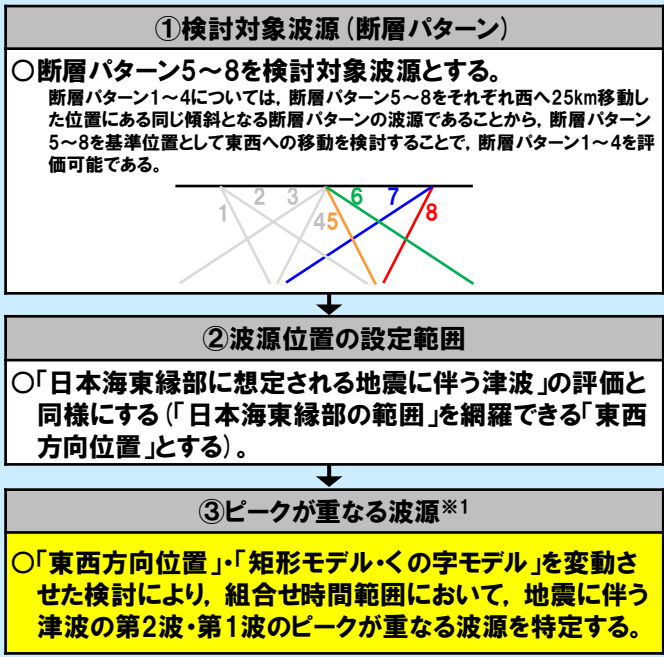 ①検討対象波源(断層パターン)
○断層パターン5～8を検討対象波源とする。
断層パターン1～4については，断層パターン5～8をそれぞれ西へ25km移動し
た位置にある同じ傾斜となる断層パターンの波源であることから，断層パターン
5～8を基準位置として東西への移動を検討することで，断層パターン1～4を評
価可能である。
1 2 3 4 5 6 7 8
②波源位置の設定範囲
○｢日本海東縁部に想定される地震に伴う津波｣の評価と
同様にする(｢日本海東縁部の範囲｣を網羅できる｢東西
方向位置｣とする)。
③ピークが重なる波源※1
○｢東西方向位置｣・｢矩形モデル・くの字モデル｣を変動さ
せた検討により，組合せ時間範囲において，地震に伴う
津波の第2波・第1波のピークが重なる波源を特定する。